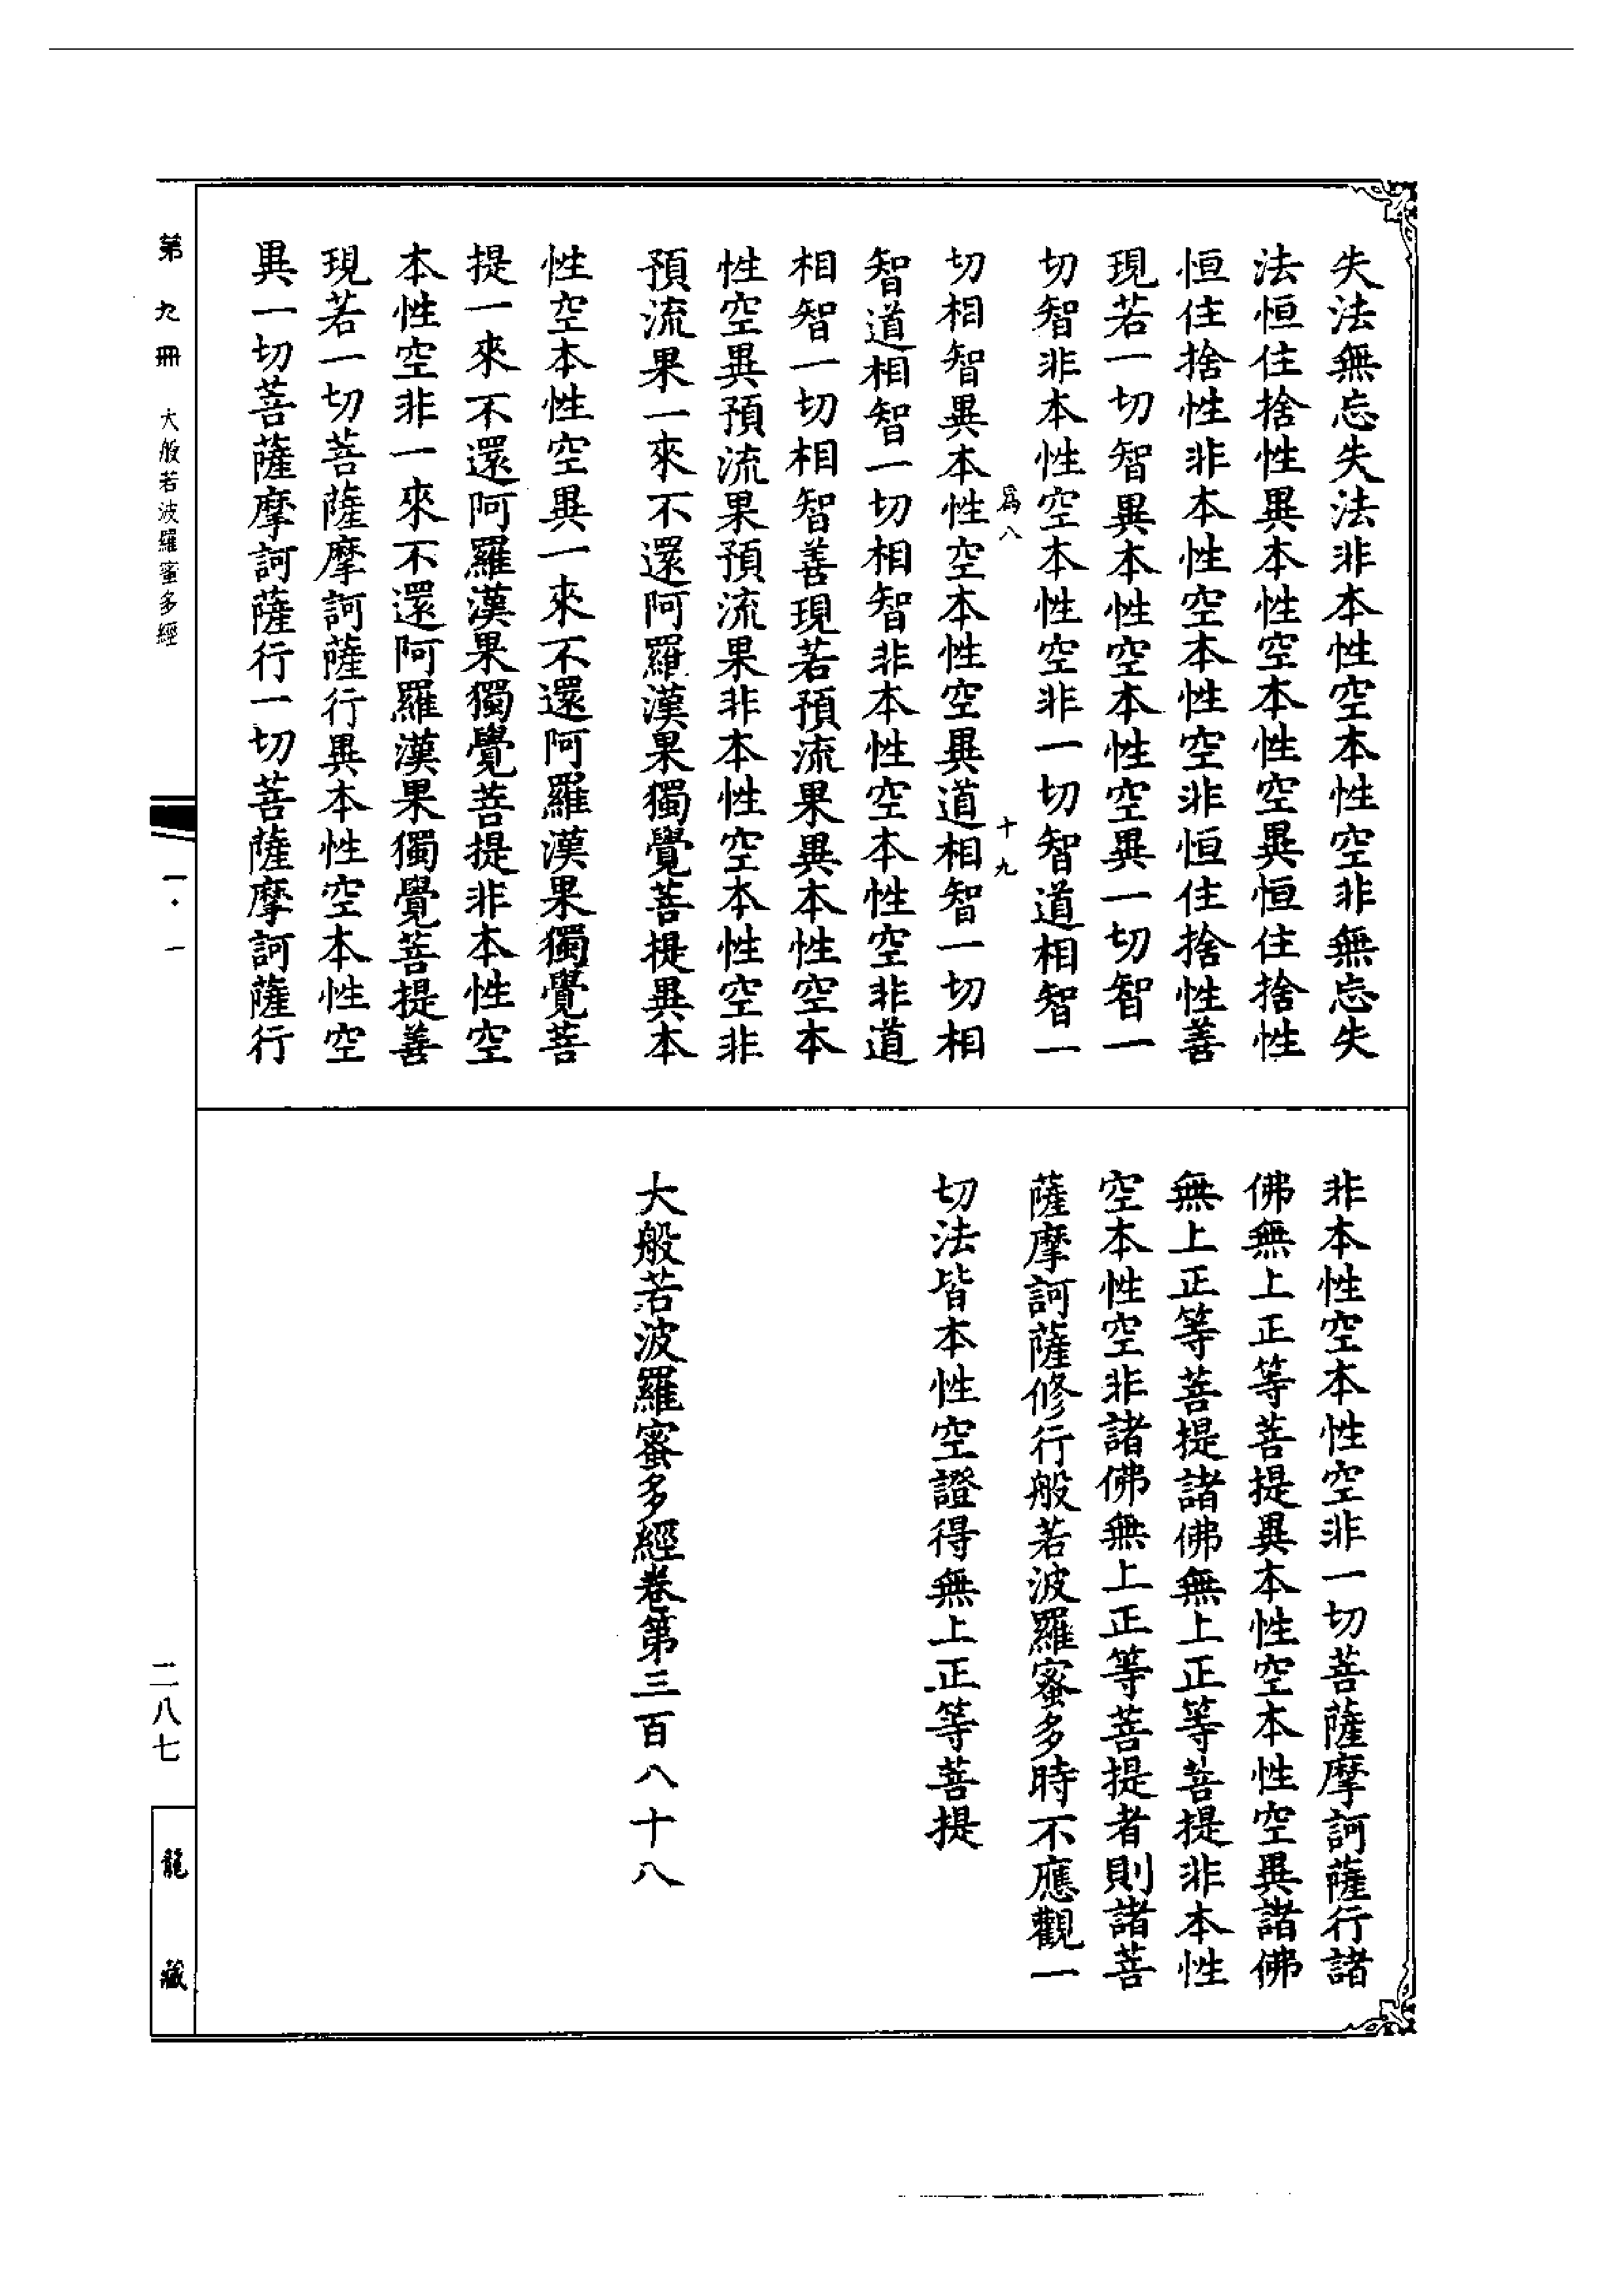 失法無忘失法非本性空本性空非無忘失
法恒住捨性異本性空本性空異恒住捨性
恒住捨性非本性空本性空非恒住捨性善
現若一切智異本性空本性空異一切智一
切智非本性空本性空非一切智道相智一
爲八 十九
切相智異本性空本性空異道相智一切相
智道相智一切相智非本性空本性空非道
相智一切相智善現若預流果異本性空本
性空異預流果預流果非本性空本性空非
預流果一來不還阿羅漢果獨覺菩提異本
性空本性空異一來不還阿羅漢果獨覺菩
提一來不還阿羅漢果獨覺菩提非本性空
本性空非一來不還阿羅漢果獨覺菩提善
現若一切菩薩摩訶薩行異本性空本性空
異一切菩薩摩訶薩行一切菩薩摩訶薩行
非本性空本性空非一切菩薩摩訶薩行諸
佛無上正等菩提異本性空本性空異諸佛
無上正等菩提諸佛無上正等菩提非本性
空本性空非諸佛無上正等菩提者則諸菩
薩摩訶薩修行般若波羅蜜多時不應觀一
切法皆本性空證得無上正等菩提
大般若波羅蜜多經卷第三百八十八
第九冊 大般若波羅蜜多經
一·一
二八七
龍藏